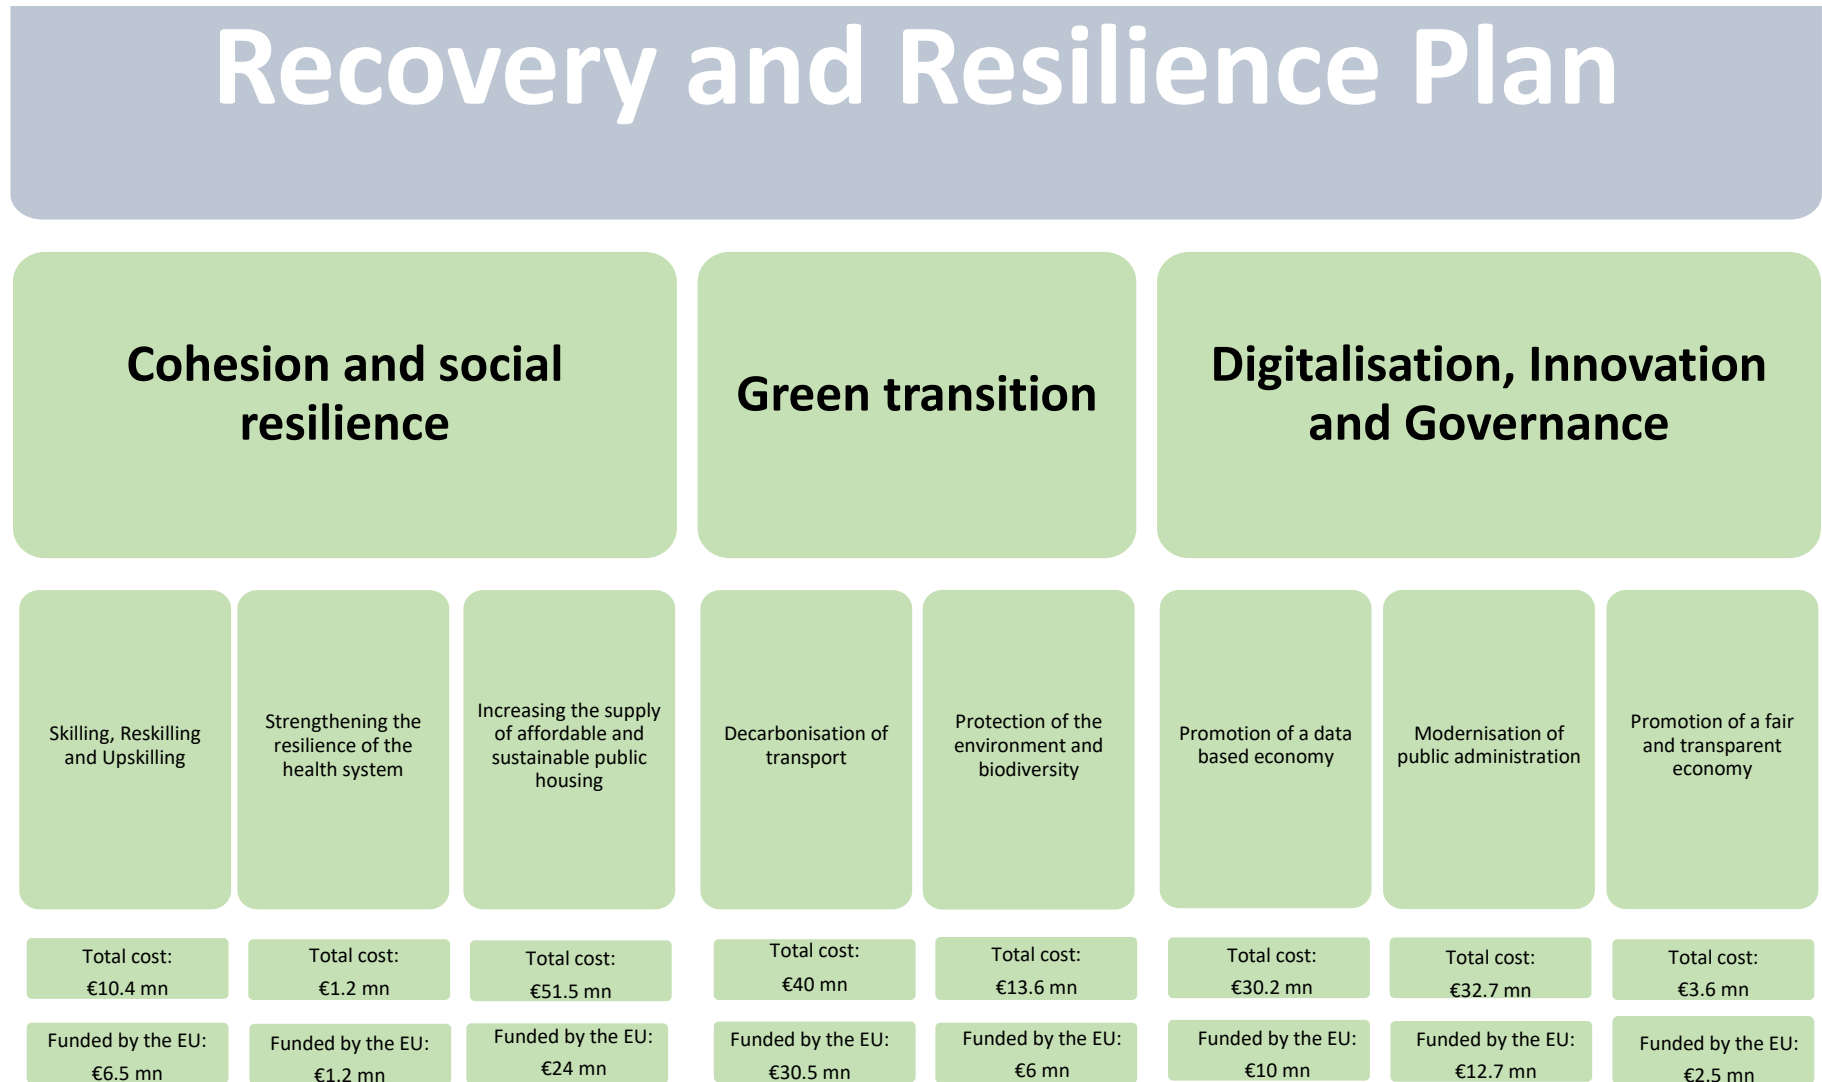 Recovery and Resilience Plan
Cohesion and social
resilience
Green transition
Digitalisation, Innovation
and Governance
Skilling, Reskilling
and Upskilling
Strengthening the
resilience of the
health system
Increasing the supply
of affordable and
sustainable public
housing
Decarbonisation of
transport
Protection of the
environment and
biodiversity
Promotion of a data
based economy
Modernisation of
public administration
Promotion of a fair
and transparent
economy
Total cost:
€10.4 mn
Total cost:
€1.2 mn
Total cost:
€51.5 mn
Total cost:
€40 mn
Total cost:
€13.6 mn
Total cost:
€30.2 mn
Total cost:
€32.7 mn
Total cost:
€3.6 mn
Funded by the EU:
€6.5 mn
Funded by the EU:
€1.2 mn
Funded by the EU:
€24 mn
Funded by the EU:
€30.5 mn
Funded by the EU:
€6 mn
Funded by the EU:
€10 mn
Funded by the EU:
€12.7 mn
Funded by the EU:
€2.5 mn